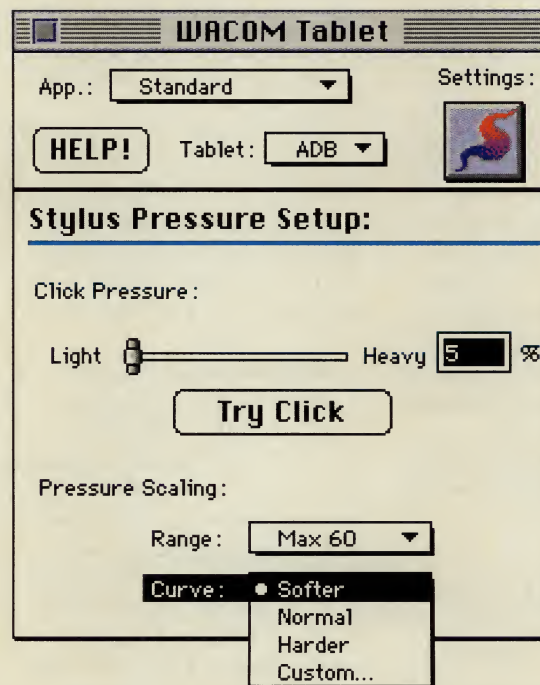 WACOM Tablet
App.: Standard Settings:
HELP! Tablet: ADB
Stylus Pressure Setup:
Click Pressure:
Light Heavy 5 %
Try Click
Pressure Scaling:
Range: Max 60
Curve: Softer
Normal
Harder
Custom...